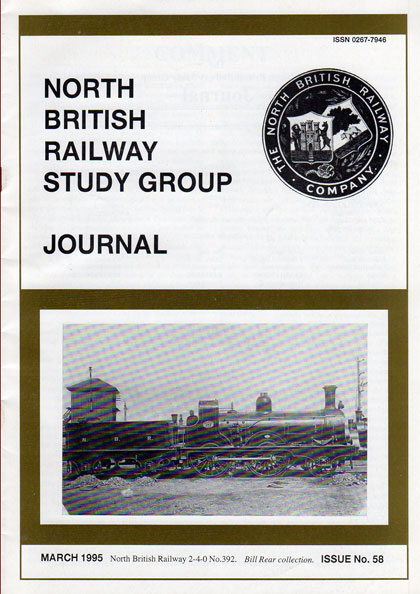 ISSN 0267-7946
NORTH
BRITISH
RAILWAY
STUDY GROUP
JOURNAL
THE NORTH BRITISH RAILWAY
COMPANY
N. B. R.
MARCH 1995 North British Railway 2-4-0 No.392. Bill Rear collection. ISSUE No. 58